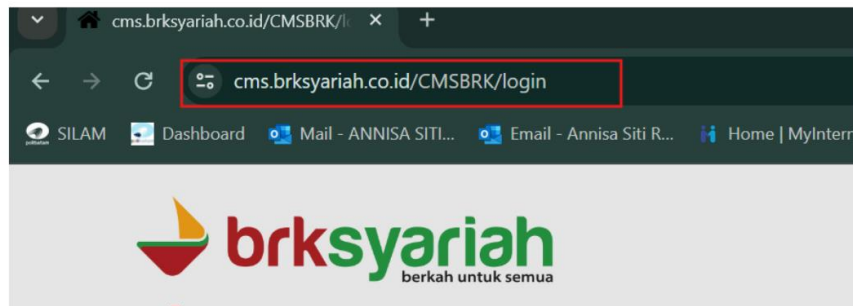 cms.brksyariah.co.id/CMSBRK/l
cms.brksyariah.co.id/CMSBRK/login
SILAM Dashboard Mail - ANNISA SITI... Email - Annisa Siti R... Home | MyIntern
brksyariah
berkah untuk semua